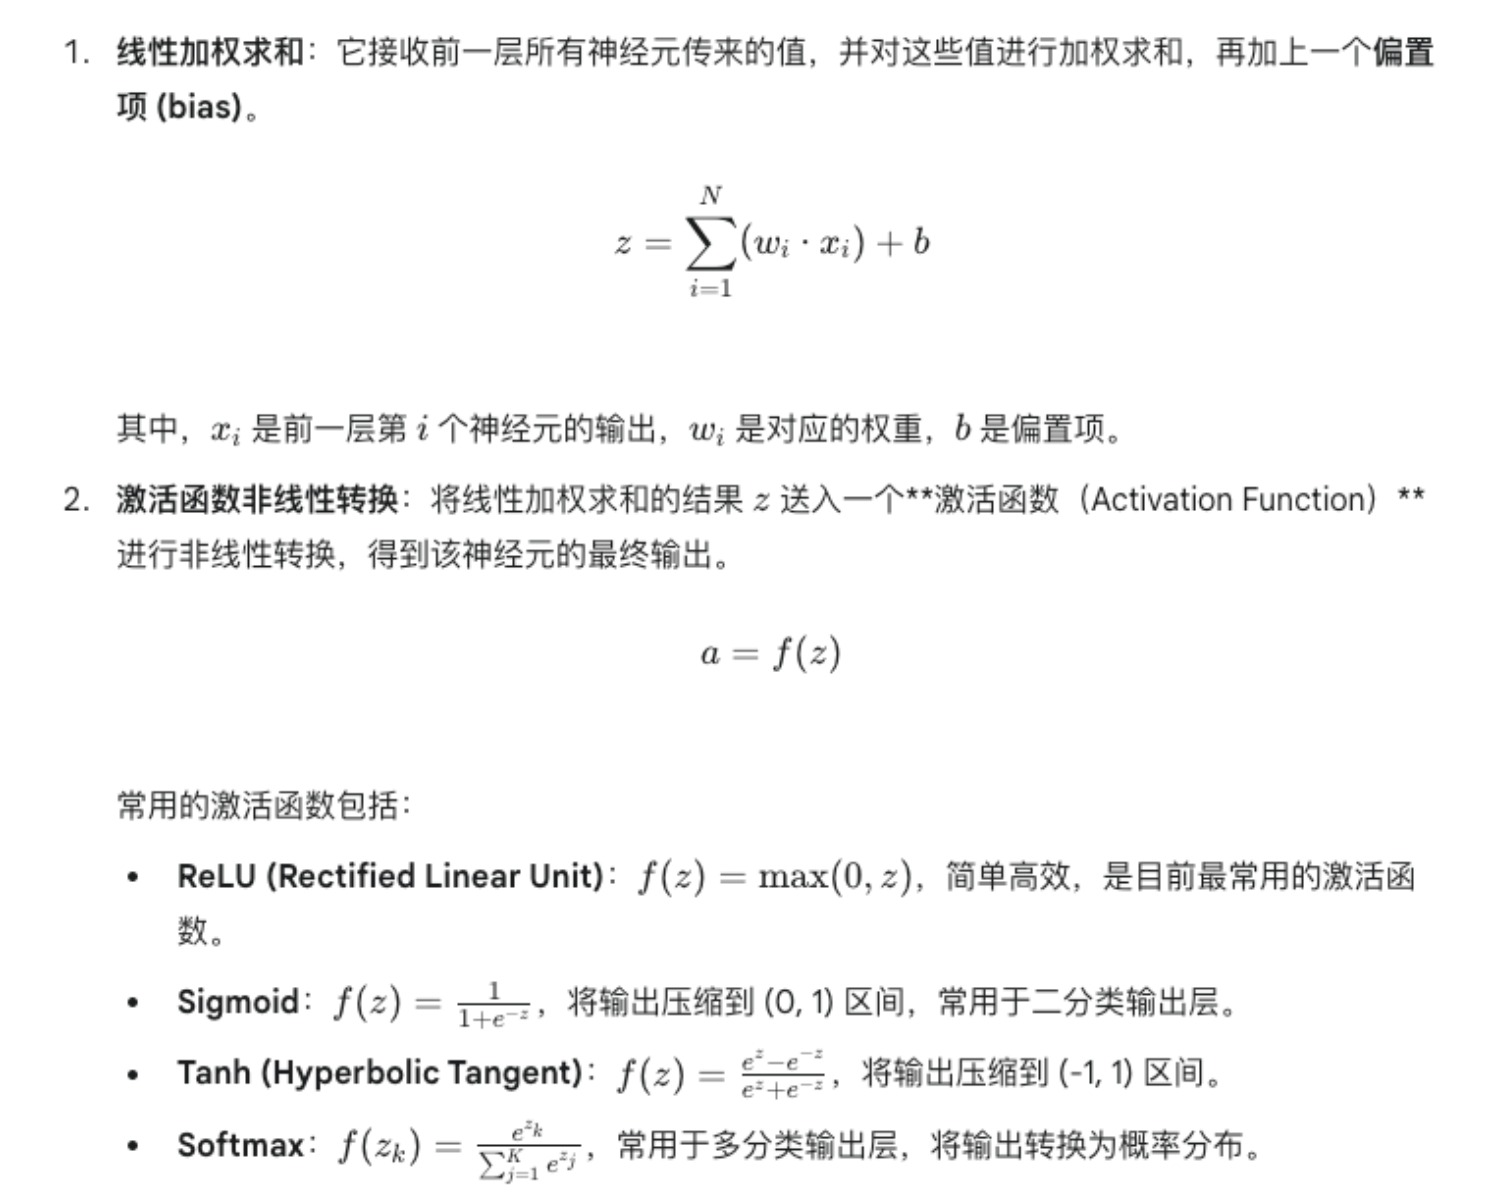 1. 线性加权求和：它接收前一层所有神经元传来的值，并对这些值进行加权求和，再加上一个偏置
项 (bias)。
z = \sum_{i=1}^{N} (w_i \cdot x_i) + b
其中，x_i 是前一层第 i 个神经元的输出，w_i 是对应的权重，b 是偏置项。
2. 激活函数非线性转换：将线性加权求和的结果 z 送入一个**激活函数（Activation Function）**
进行非线性转换，得到该神经元的最终输出。
a = f(z)
常用的激活函数包括：
• ReLU (Rectified Linear Unit)：f(z) = max(0, z)，简单高效，是目前最常用的激活函
数。
• Sigmoid：f(z) = \frac{1}{1+e^{-z}}，将输出压缩到 (0, 1) 区间，常用于二分类输出层。
• Tanh (Hyperbolic Tangent)：f(z) = \frac{e^z-e^{-z}}{e^z+e^{-z}}，将输出压缩到 (-1, 1) 区间。
• Softmax：f(z_k) = \frac{e^{z_k}}{\sum_{j=1}^{K} e^{z_j}}，常用于多分类输出层，将输出转换为概率分布。